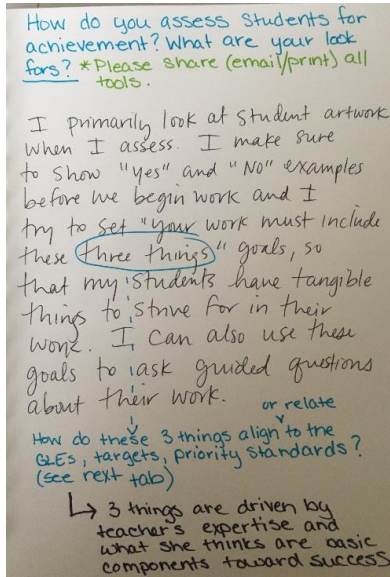 How do you assess students for
achievement? What are your look
fors? *Please share (email/print) all
tools.
I primarily look at student artwork
when I assess. I make sure
to show "yes" and "No" examples
before we begin work and I
try to set "your work must include
these three things" goals, so
that my students have tangible
things to strive for in their
work. I can also use these
goals to ask guided questions
about their work.
or relate
How do these 3 things align to the
GLEs, targets, priority standards?
(see next tab)
3 things are driven by
teacher's expertise and
what she thinks are basic
components toward success